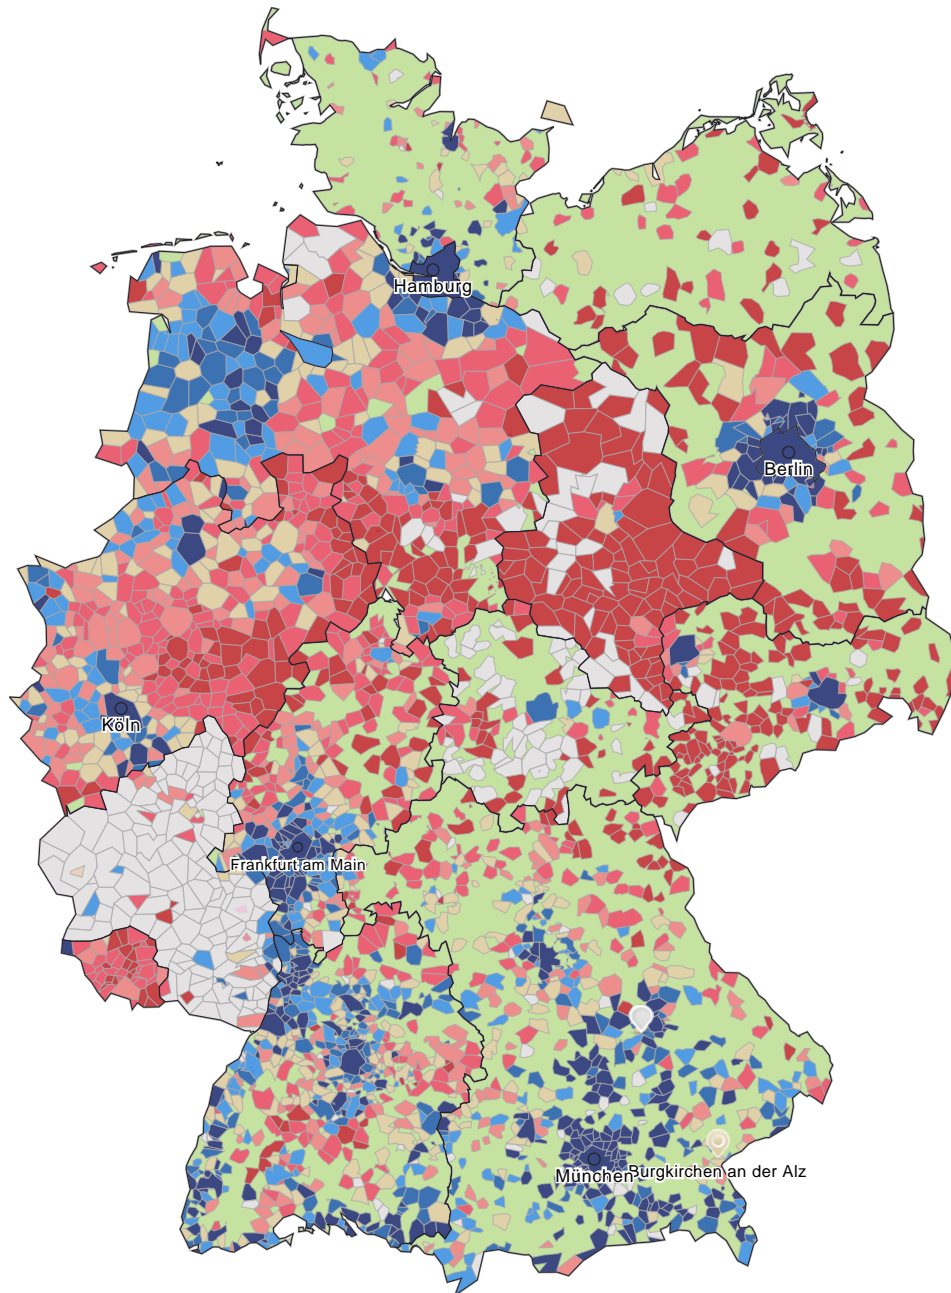 Hamburg
Berlin
Köln
Frankfurt am Main
München
Burgkirchen an der Alz